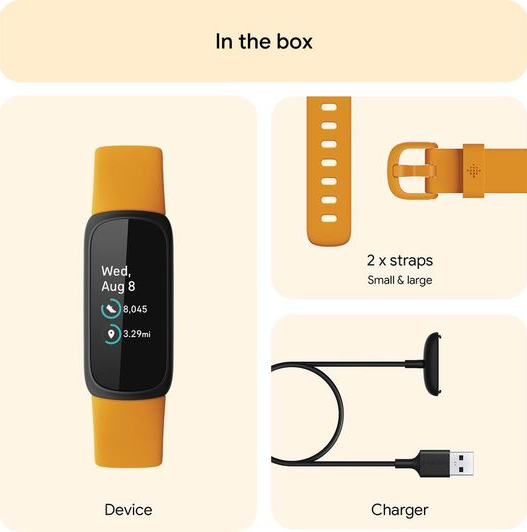 In the box
Wed,
Aug 8
8,045
3.29mi
Device
2 x straps
Small & large
Charger